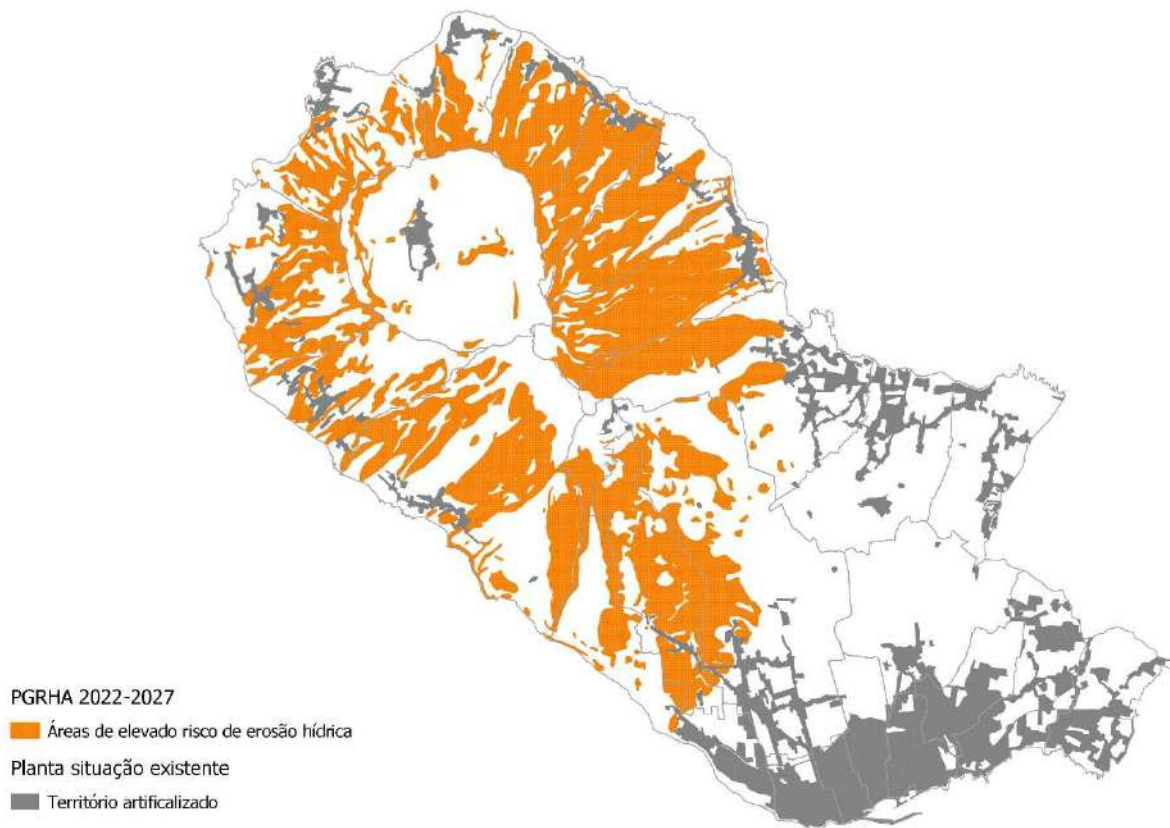 PGRHA 2022-2027
Áreas de elevado risco de erosão hídrica
Planta situação existente
Território artificalizado